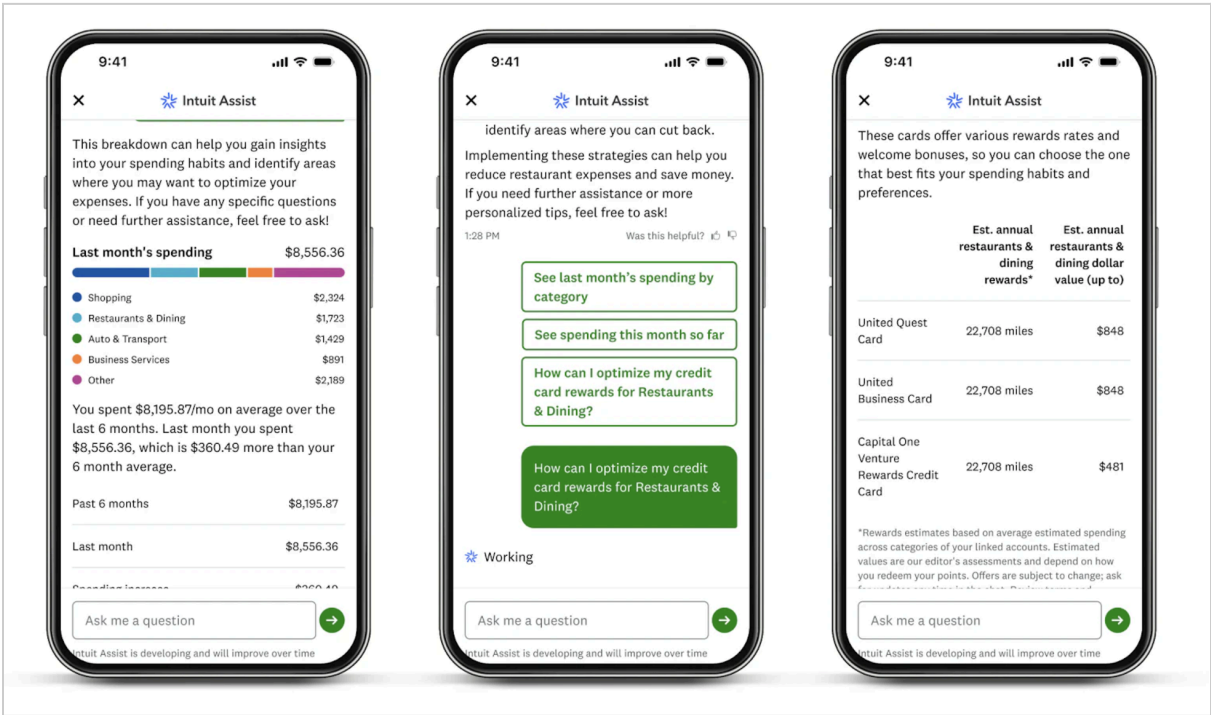 9:41
Intuit Assist
This breakdown can help you gain insights
into your spending habits and identify areas
where you may want to optimize your
expenses. If you have any specific questions
or need further assistance, feel free to ask!
Last month's spending $8,556.36
Shopping $2,324
Restaurants & Dining $1,723
Auto & Transport $1,429
Business Services $891
Other $2,189
You spent $8,195.87/mo on average over the
last 6 months. Last month you spent
$8,556.36, which is $360.49 more than your
6 month average.
Past 6 months $8,195.87
Last month $8,556.36
Spending increase $360.49
Ask me a question
Intuit Assist is developing and will improve over time
9:41
Intuit Assist
identify areas where you can cut back.
Implementing these strategies can help you
reduce restaurant expenses and save money.
If you need further assistance or more
personalized tips, feel free to ask!
1:28 PM Was this helpful?
See last month's spending by
category
See spending this month so far
How can I optimize my credit
card rewards for Restaurants
& Dining?
How can I optimize my credit
card rewards for Restaurants &
Dining?
Working
Ask me a question
Intuit Assist is developing and will improve over time
9:41
Intuit Assist
These cards offer various rewards rates and
welcome bonuses, so you can choose the one
that best fits your spending habits and
preferences.
Est. annual Est. annual
restaurants & restaurants &
dining dining dollar
rewards* value (up to)
United Quest
Card 22,708 miles $848
United
Business Card 22,708 miles $848
Capital One
Venture
Rewards Credit
Card 22,708 miles $481
*Rewards estimates based on average estimated spending
across categories of your linked accounts. Estimated
values are our editor's assessments and depend on how
you redeem your points. Offers are subject to change; ask
Ask me a question
Intuit Assist is developing and will improve over time